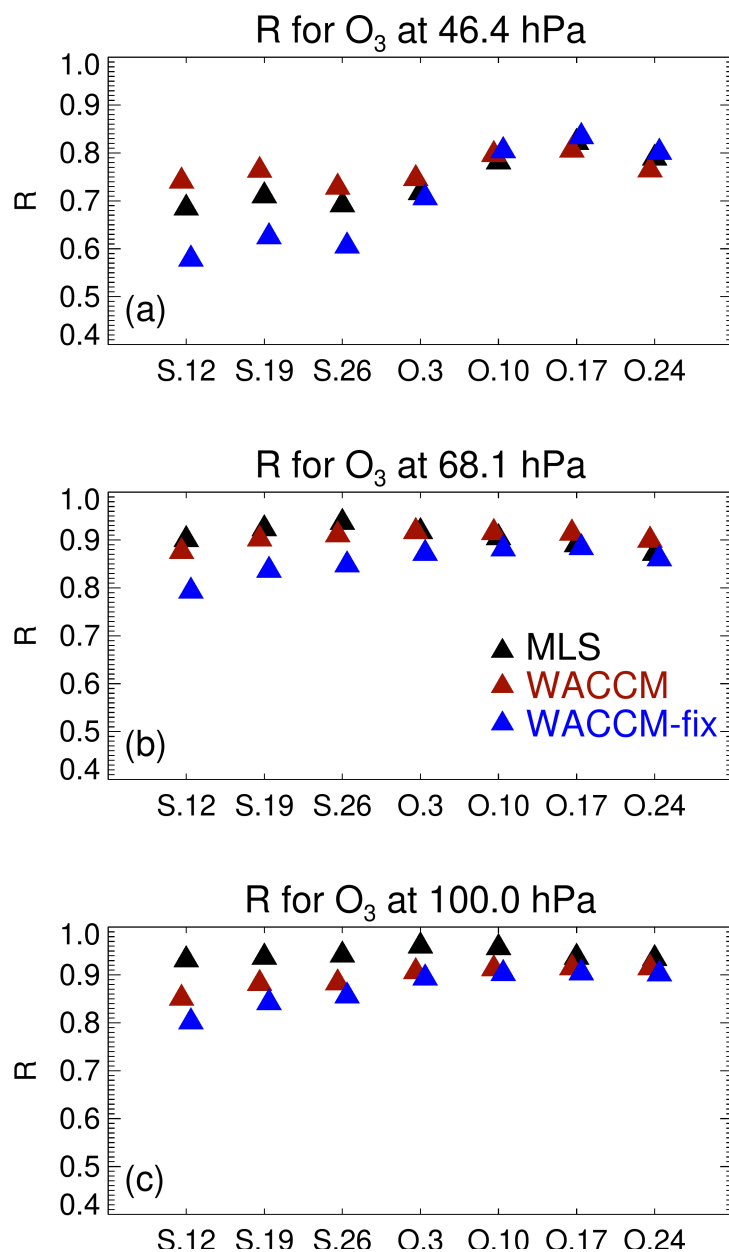 R for O3 at 46.4 hPa
1.0
0.9
0.8
0.7
0.6
0.5
0.4
R
(a)
S.12 S.19 S.26 O.3 O.10 O.17 O.24
R for O3 at 68.1 hPa
1.0
0.9
0.8
0.7
0.6
0.5
0.4
R
MLS
WACCM
WACCM-fix
(b)
S.12 S.19 S.26 O.3 O.10 O.17 O.24
R for O3 at 100.0 hPa
1.0
0.9
0.8
0.7
0.6
0.5
0.4
R
(c)
S.12 S.19 S.26 O.3 O.10 O.17 O.24